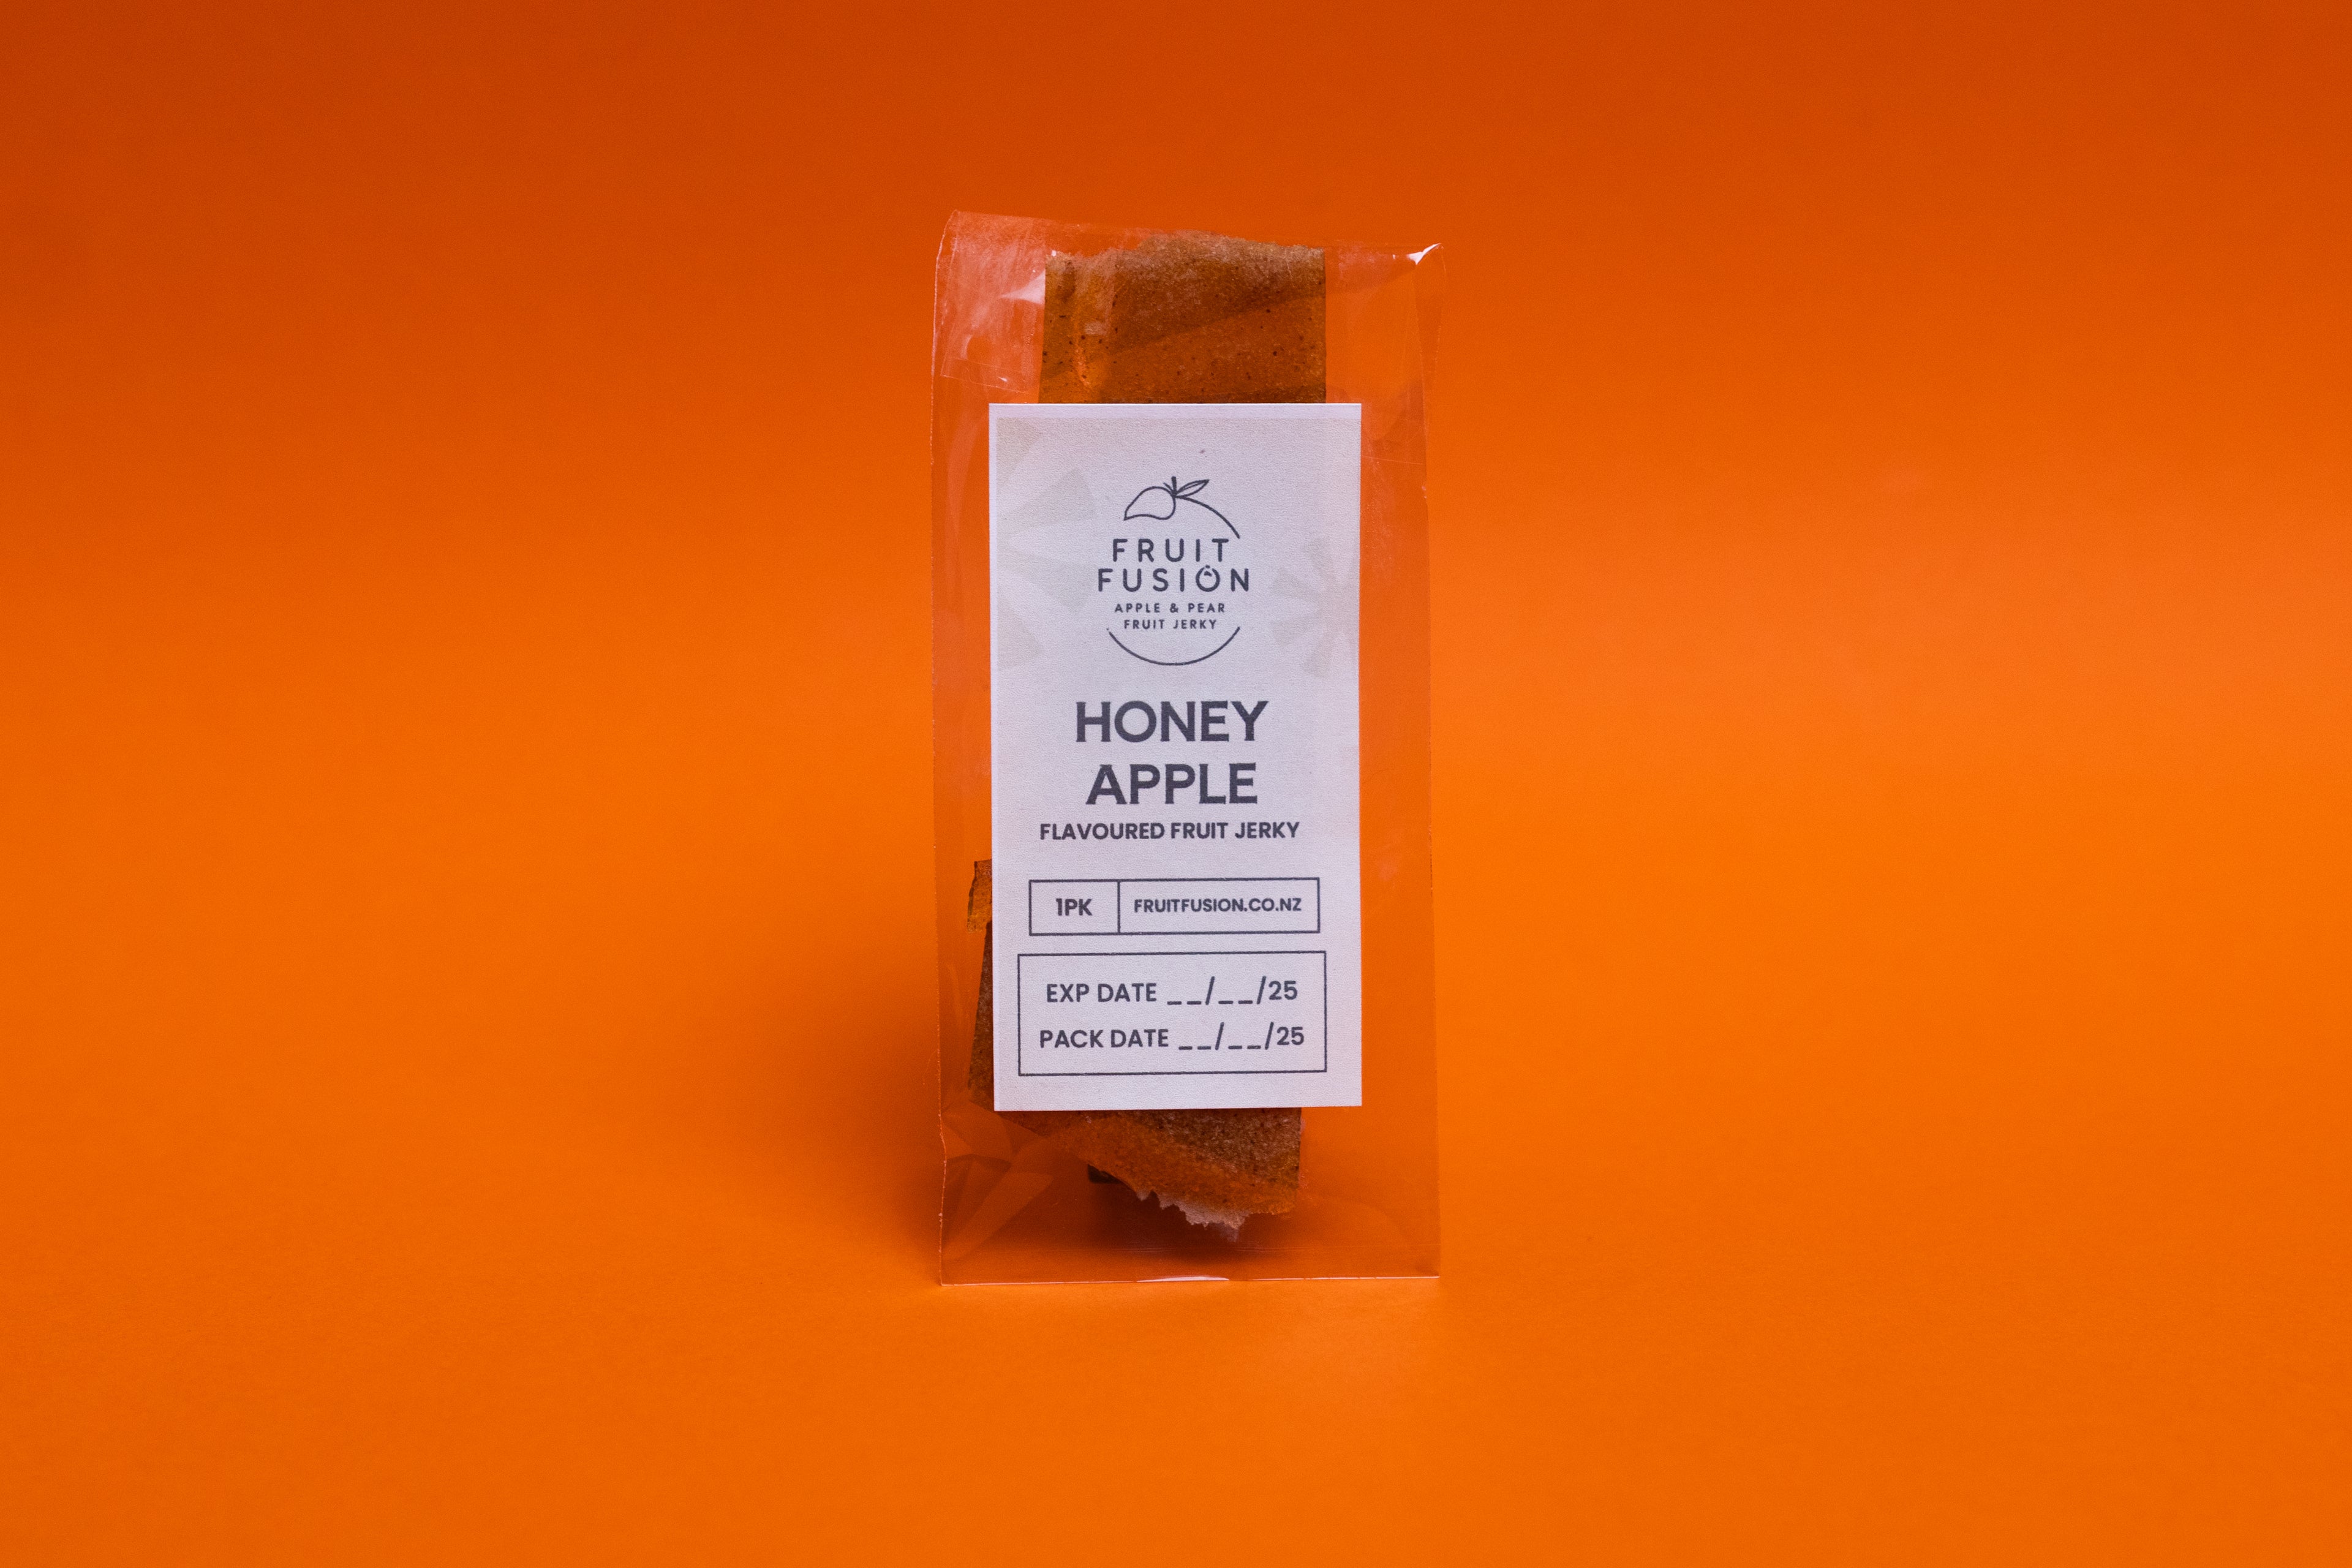 FRUIT
FUSION
APPLE & PEAR
FRUIT JERKY
HONEY
APPLE
FLAVOURED FRUIT JERKY
1PK
FRUITFUSION.CO.NZ
EXP DATE __/__/25
PACK DATE __/__/25